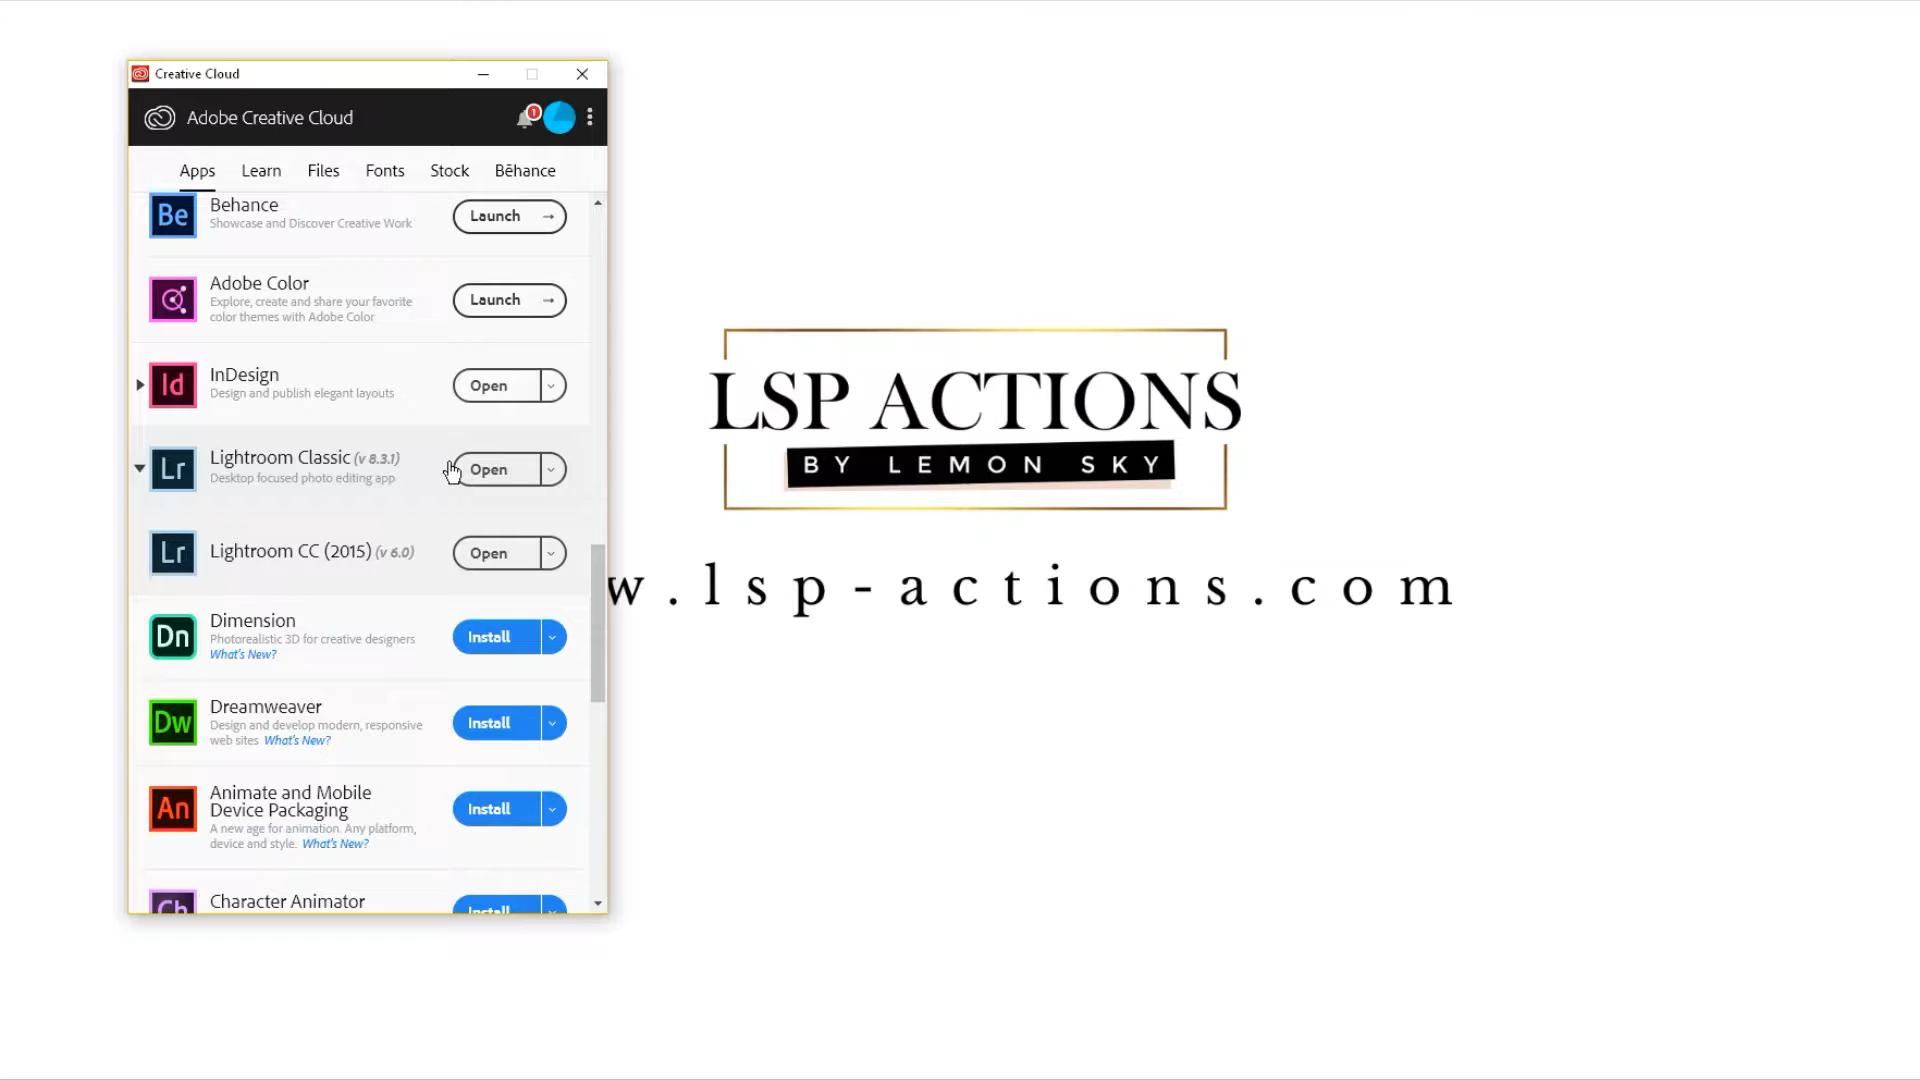 Creative Cloud
Adobe Creative Cloud
1
Apps Learn Files Fonts Stock Bēhance
Be
Behance
Showcase and Discover Creative Work
Launch →
Adobe Color
Explore, create and share your favorite
color themes with Adobe Color
Launch →
Id
InDesign
Design and publish elegant layouts
Open
Lr
Lightroom Classic (v 8.3.1)
Desktop focused photo editing app
Open
Lr
Lightroom CC (2015) (v 6.0)
Open
Dn
Dimension
Photorealistic 3D for creative designers
What's New?
Install
Dw
Dreamweaver
Design and develop modern, responsive
web sites What's New?
Install
An
Animate and Mobile
Device Packaging
A new age for animation. Any platform,
device and style. What's New?
Install
Ch
Character Animator
Install
LSP ACTIONS
BY LEMON SKY
w.lsp-actions.com